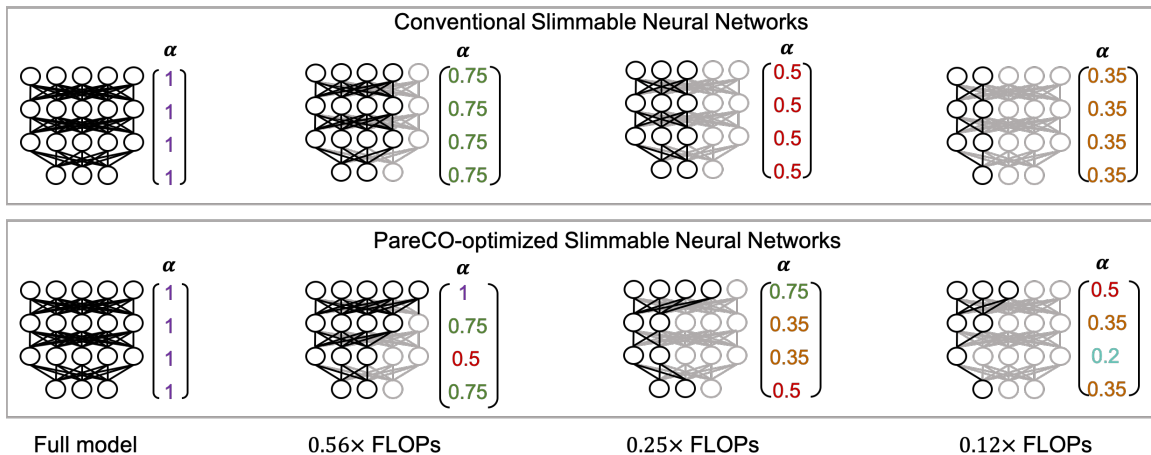 Conventional Slimmable Neural Networks
α α α α
1 0.75 0.5 0.35
1 0.75 0.5 0.35
1 0.75 0.5 0.35
1 0.75 0.5 0.35
PareCO-optimized Slimmable Neural Networks
α α α α
1 1 0.75 0.5
1 0.75 0.35 0.35
1 0.5 0.35 0.2
1 0.75 0.5 0.35
Full model 0.56× FLOPs 0.25× FLOPs 0.12× FLOPs